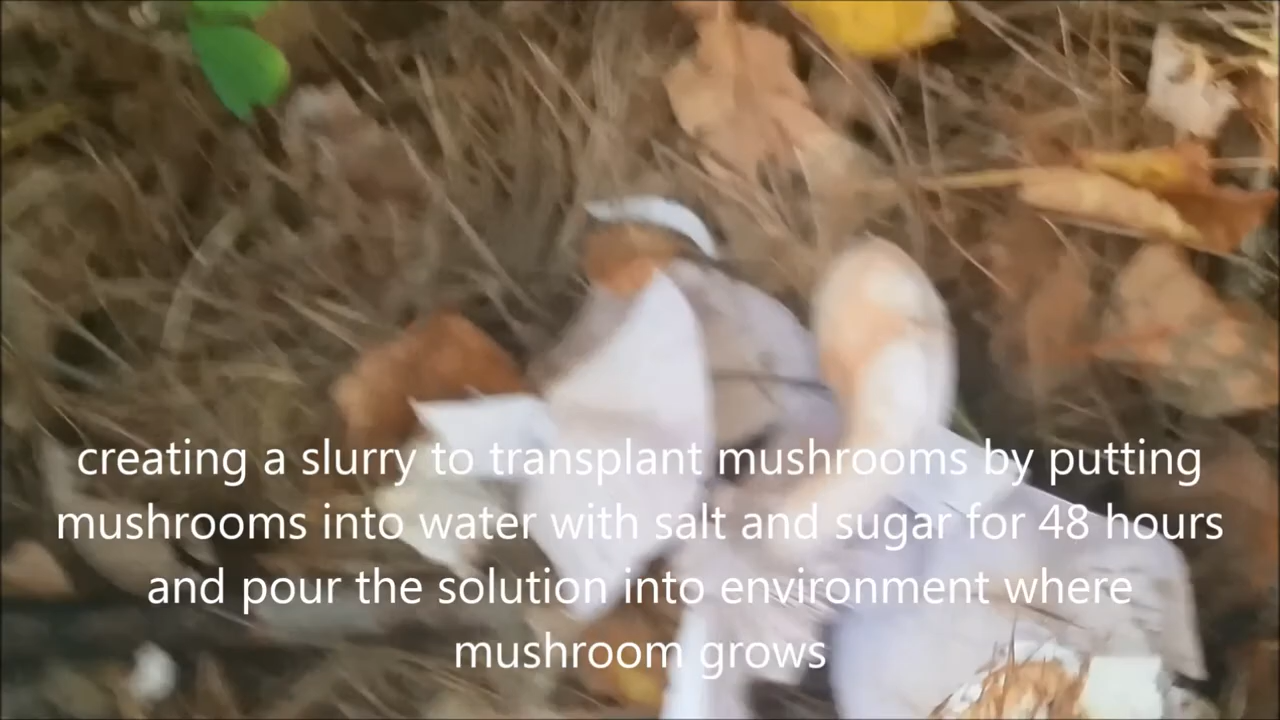 creating a slurry to transplant mushrooms by putting
mushrooms into water with salt and sugar for 48 hours
and pour the solution into environment where
mushroom grows